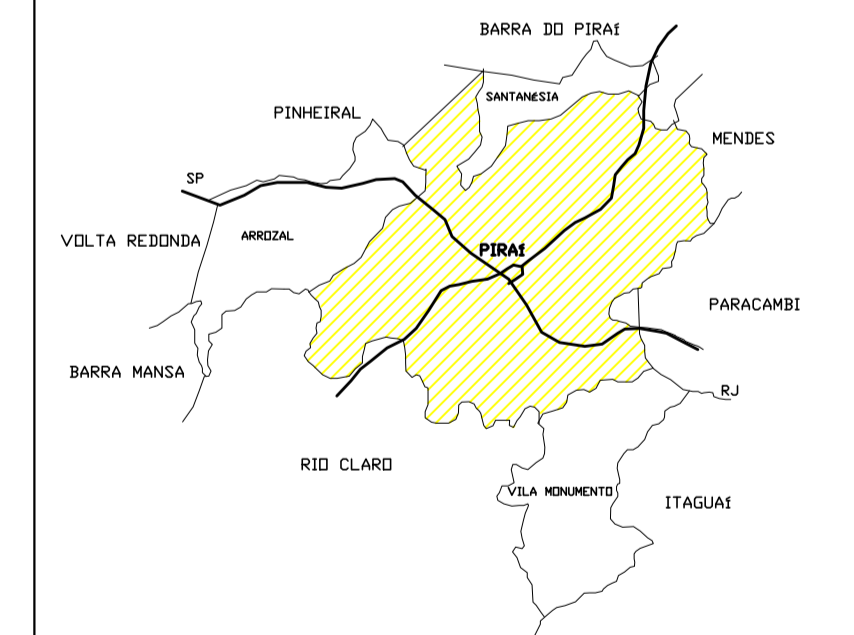 BARRA DO PIRAí
SANTANÉSIA
PINHEIRAL
MENDES
SP
VOLTA REDONDA
ARROZAL
PIRAí
PARACAMBI
BARRA MANSA
RJ
RIO CLARO
VILA MONUMENTO
ITAGUAí